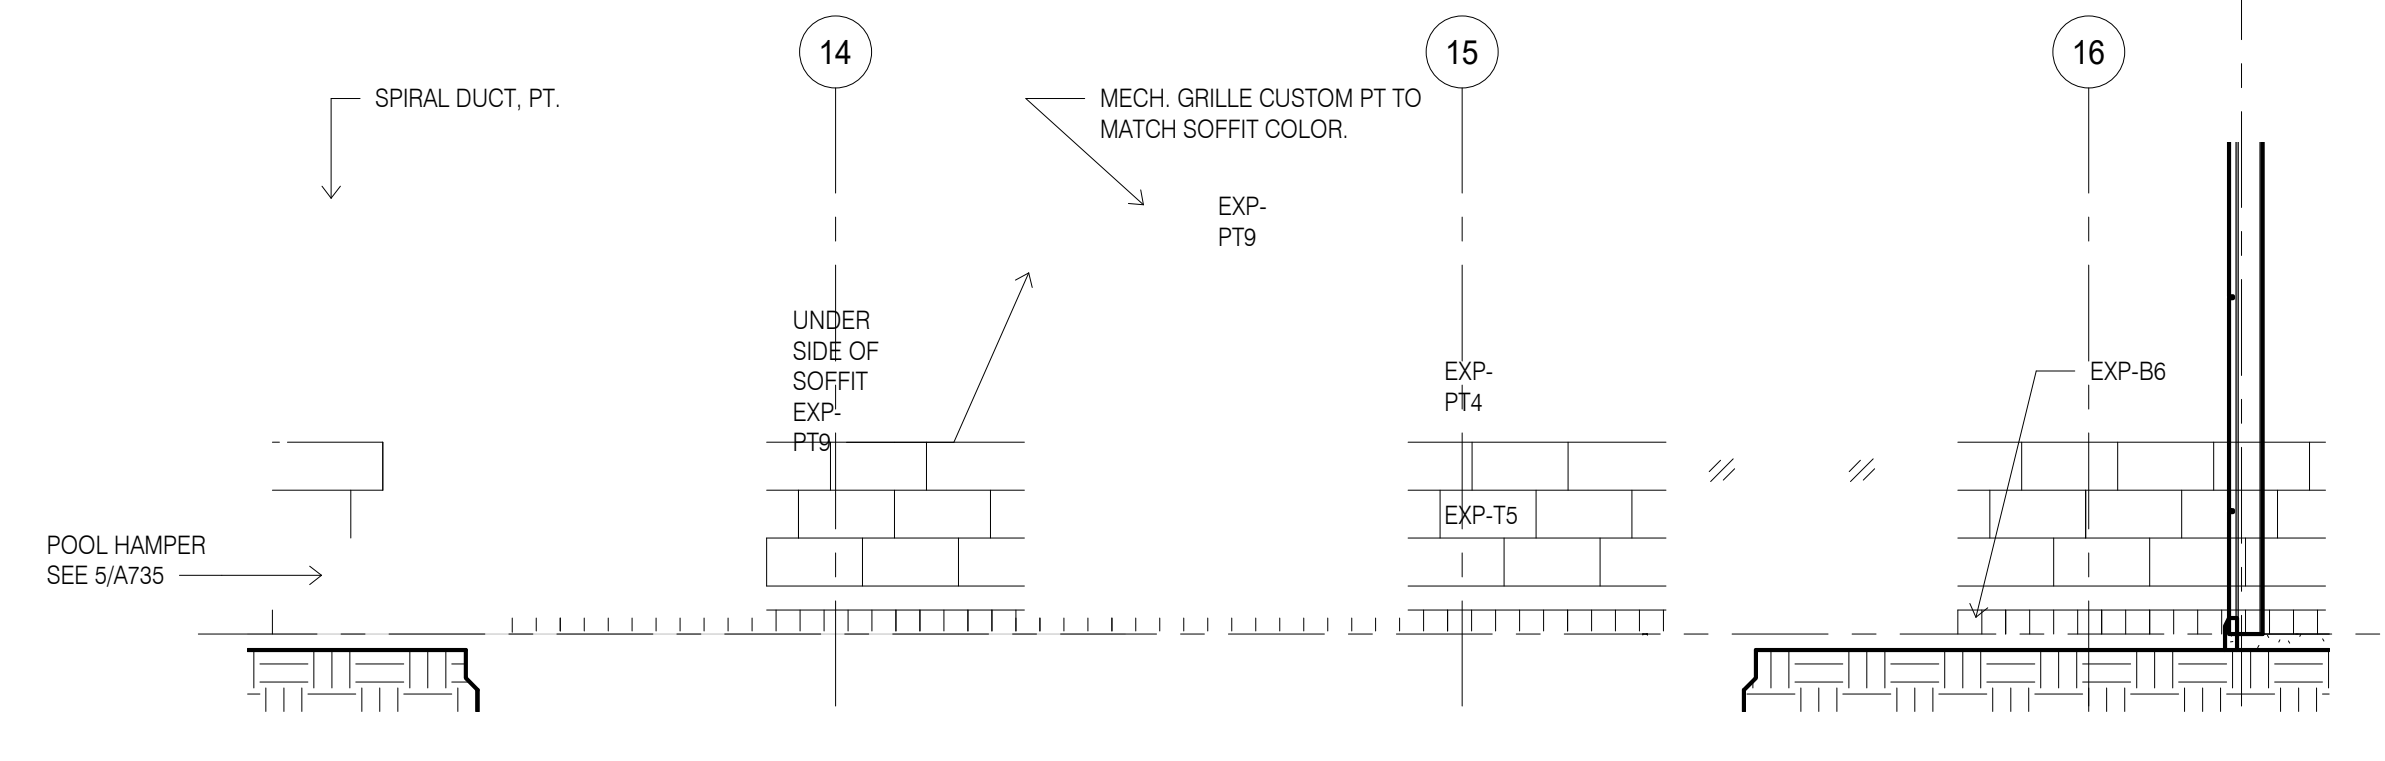 14
15
16
SPIRAL DUCT, PT.
MECH. GRILLE CUSTOM PT TO
MATCH SOFFIT COLOR.
EXP-
PT9
UNDER
SIDE OF
SOFFIT
EXP-
PT9
EXP-
PT4
EXP-B6
EXP-T5
POOL HAMPER
SEE 5/A735